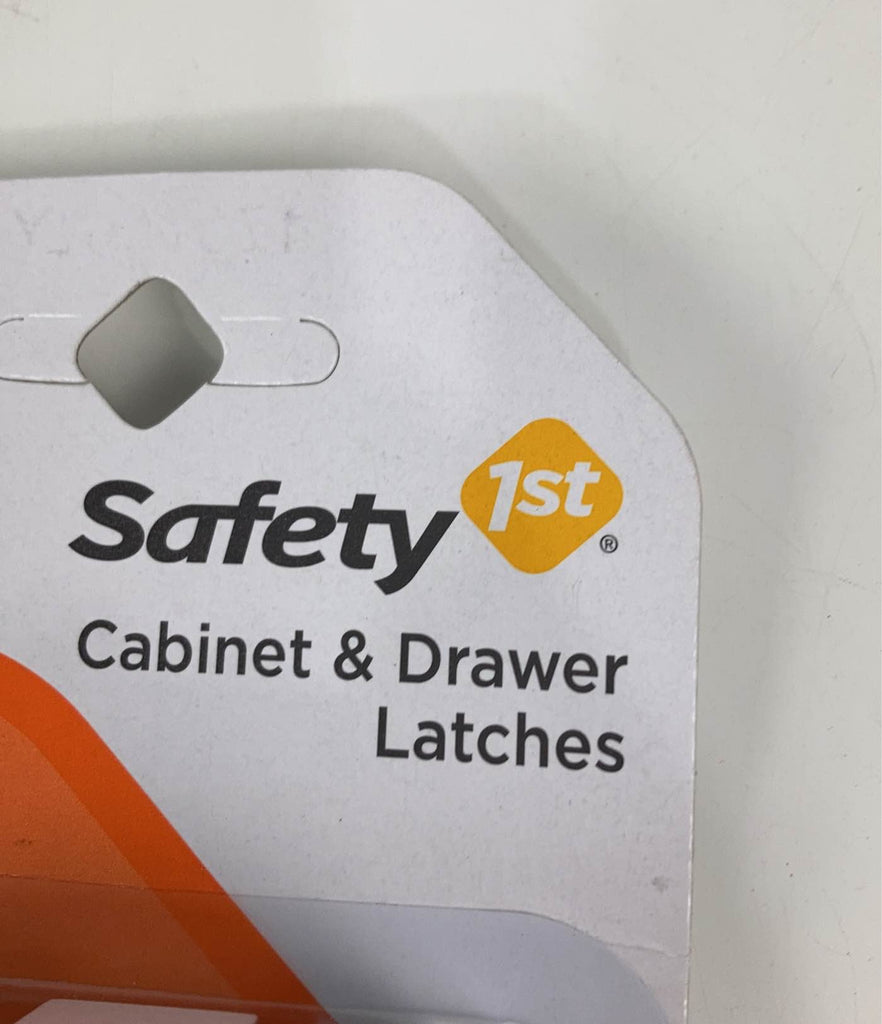 Safety 1st®
Cabinet & Drawer
Latches